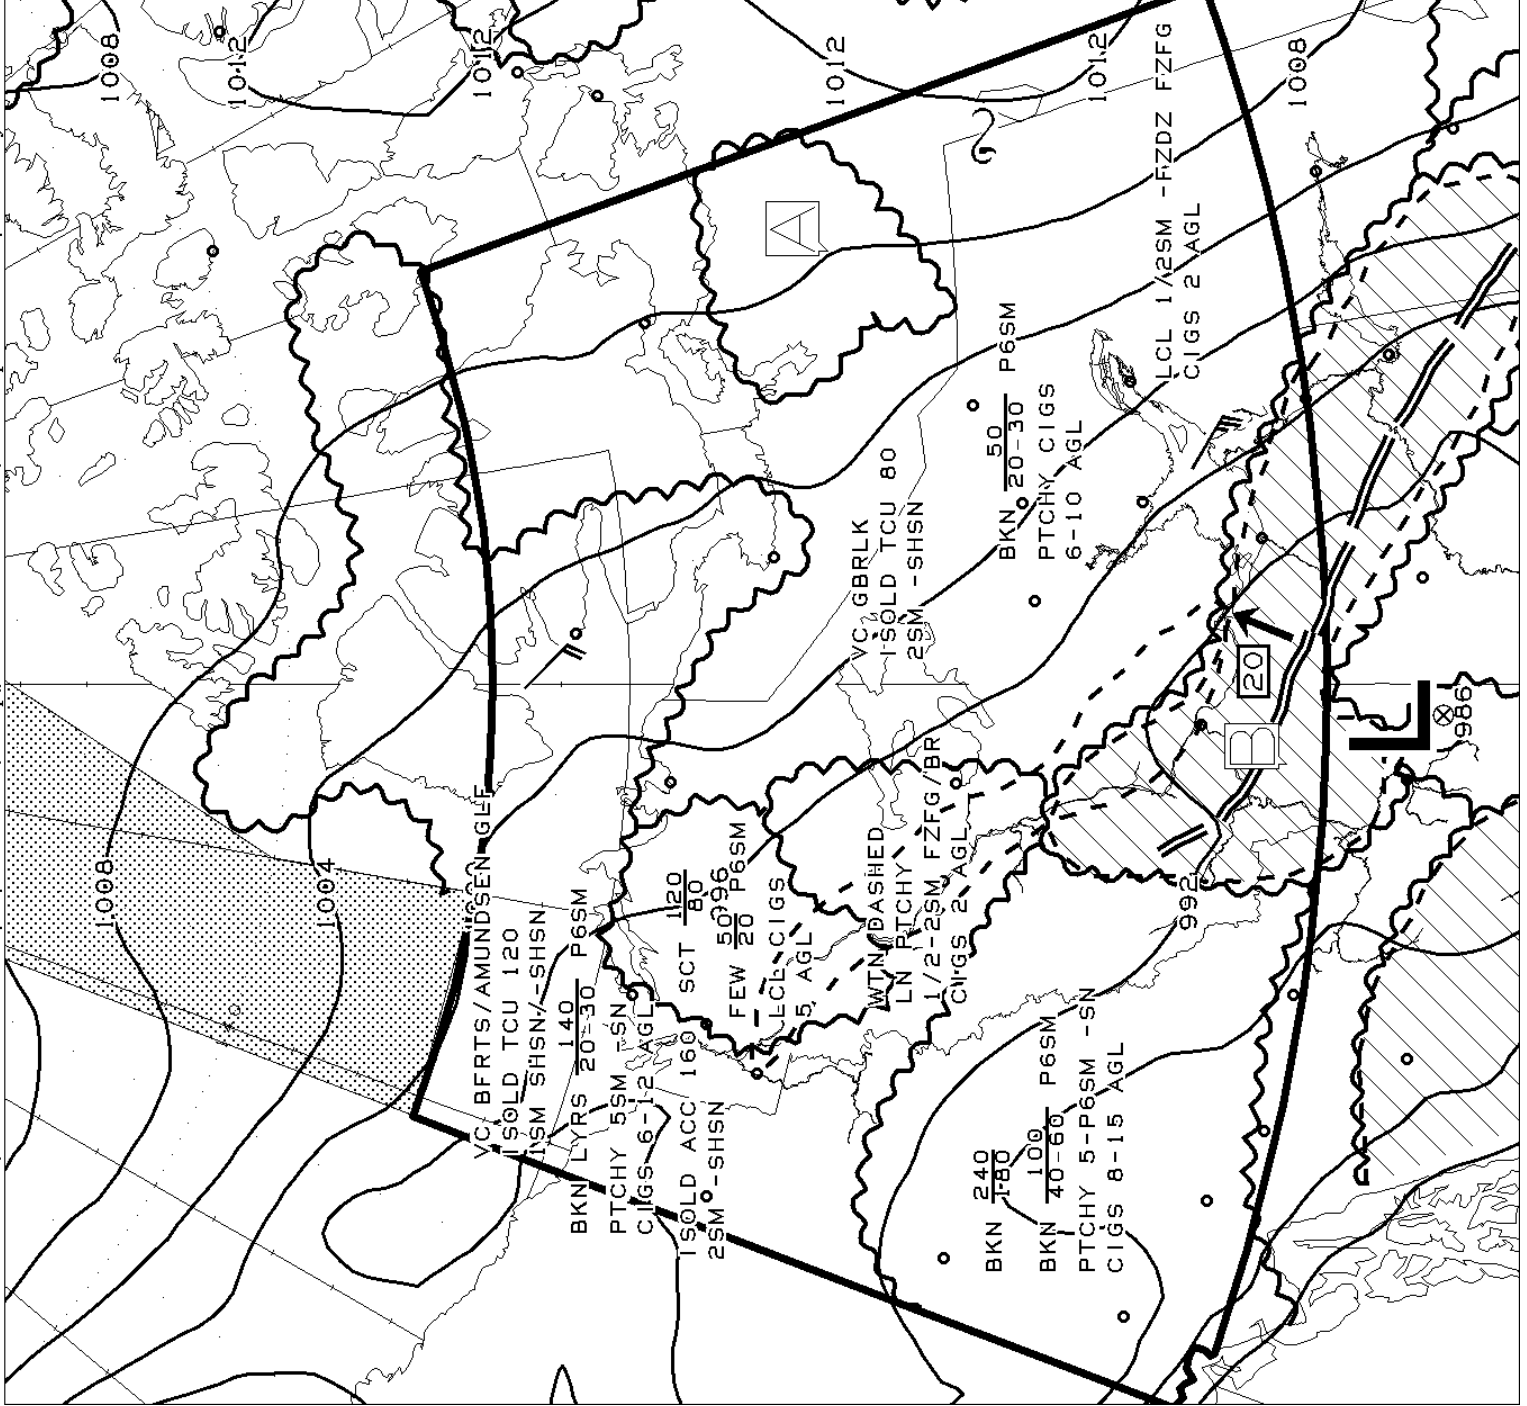 1008
1012
1012
1012
1012
1008
A
LCL 1/2SM -FZDZ FZFG
CIGS 2 AGL
50
BKN 20-30 P6SM
PTCHY CIGS
6-10 AGL
VC GBRLK
ISOLD TCU 80
2SM -SHSN
20
B
986
1008
1004
VC BFRTS/AMUNDSEN GLF
ISOLD TCU 120
1SM SHSN/-SHSN
140
BKN LYRS 20-30 P6SM
PTCHY 5SM -SN
CIGS 6-12 AGL
ISOLD ACC 160
2SM -SHSN
120
SCT 80
996
50
FEW 20 P6SM
LCL CIGS
5 AGL
WTN DASHED
LN PTCHY
1/2-2SM FZFG/BR
CIGS 2 AGL
992
240
BKN 180
100
BKN 40-60 P6SM
PTCHY 5-P6SM -SN
CIGS 8-15 AGL